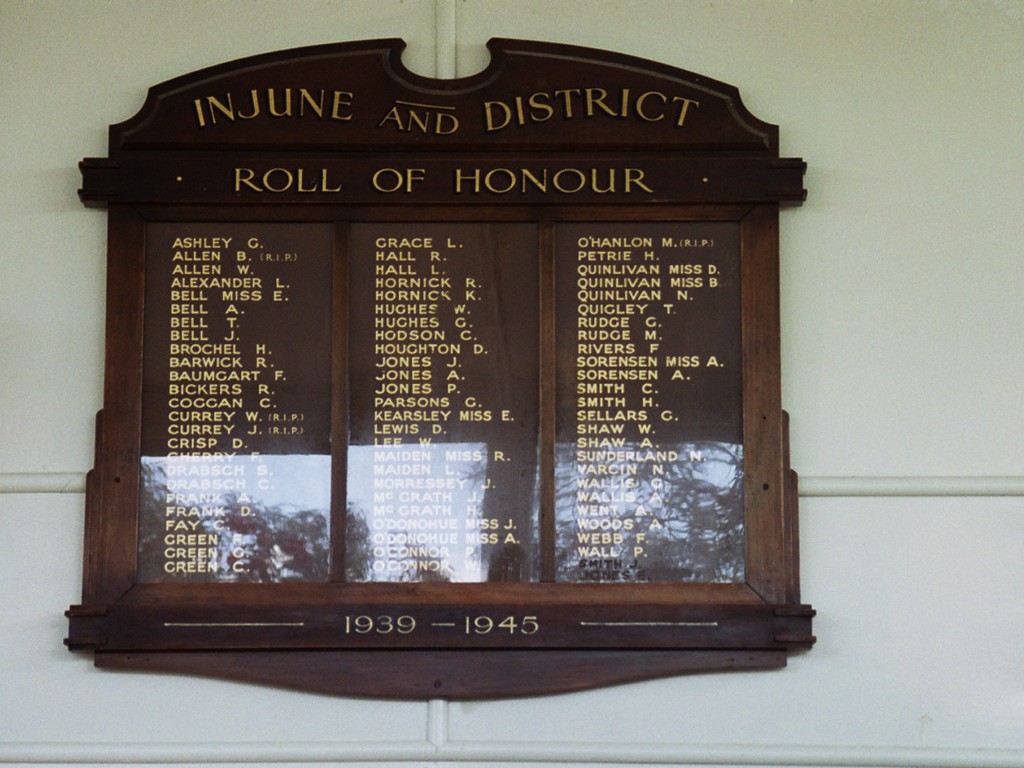 INJUNE AND DISTRICT
ROLL OF HONOUR
ASHLEY G.
ALLEN B. (R.I.P.)
ALLEN W.
ALEXANDER L.
BELL MISS E.
BELL A.
BELL T.
BELL J.
BROCHEL H.
BARWICK R.
BAUMGART F.
BICKERS R.
COGGAN C.
CURREY W. (R.I.P.)
CURREY J. (R.I.P.)
CRISP D.
CHERRY F.
DRABSCH S.
DRABSCH C.
FRANK A.
FRANK D.
FAY C.
GREEN F.
GREEN G.
GREEN C.
GRACE L.
HALL R.
HALL L.
HORNICK R.
HORNICK K.
HUGHES W.
HUGHES G.
HODSON C.
HOUGHTON D.
JONES J.
JONES A.
JONES P.
PARSONS G.
KEARSLEY MISS E.
LEWIS D.
LEE W.
MAIDEN MISS R.
MAIDEN L.
MORRESSEY J.
McGRATH J.
McGRATH H.
O'DONOHUE MISS J.
O'DONOHUE MISS A.
O'CONNOR P.
O'CONNOR W.
O'HANLON M. (R.I.P.)
PETRIE H.
QUINLIVAN MISS D.
QUINLIVAN MISS B.
QUINLIVAN N.
QUIGLEY T.
RUDGE G.
RUDGE M.
RIVERS F.
SORENSEN MISS A.
SORENSEN A.
SMITH C.
SMITH H.
SELLARS G.
SHAW W.
SHAW A.
SUNDERLAND N.
VARCIN N.
WALLIS G.
WALLIS A.
WENT A.
WOODS A.
WEBB F.
WALL P.
SMITH J.
JONES E.
1939 — 1945